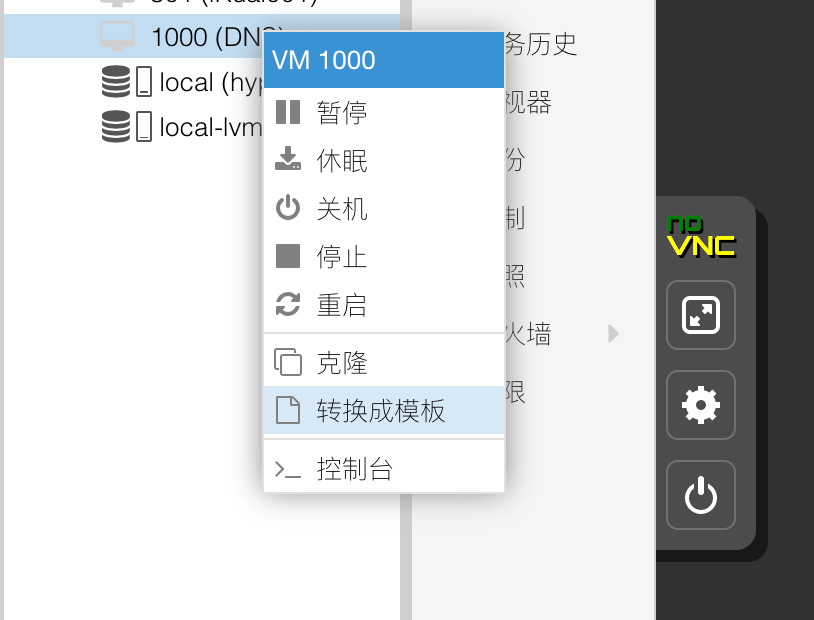 1000 (DNS)
local (hyp
local-lvm
VM 1000
暂停
休眠
关机
停止
重启
克隆
转换成模板
控制台
务历史
视器
份
制
照
火墙
限
no
VNC